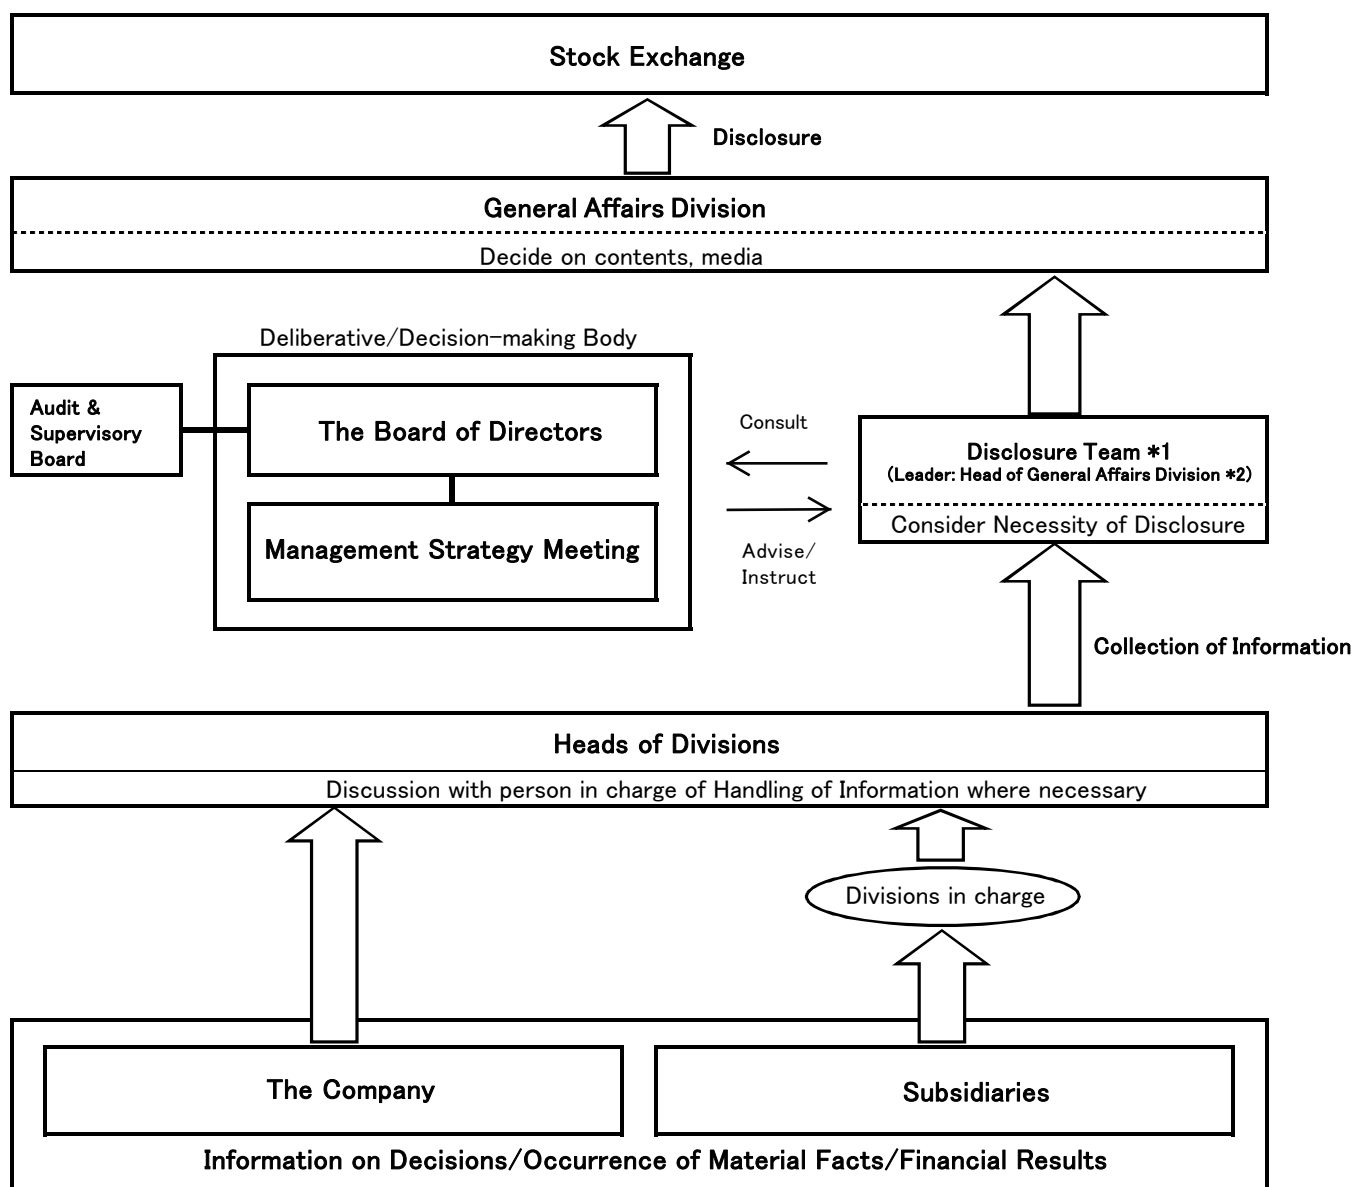 Stock Exchange
Disclosure
General Affairs Division
Decide on contents, media
Deliberative/Decision-making Body
Audit &
Supervisory
Board
The Board of Directors
Management Strategy Meeting
Consult
Advise/
Instruct
Disclosure Team *1
(Leader: Head of General Affairs Division *2)
Consider Necessity of Disclosure
Collection of Information
Heads of Divisions
Discussion with person in charge of Handling of Information where necessary
Divisions in charge
The Company
Subsidiaries
Information on Decisions/Occurrence of Material Facts/Financial Results